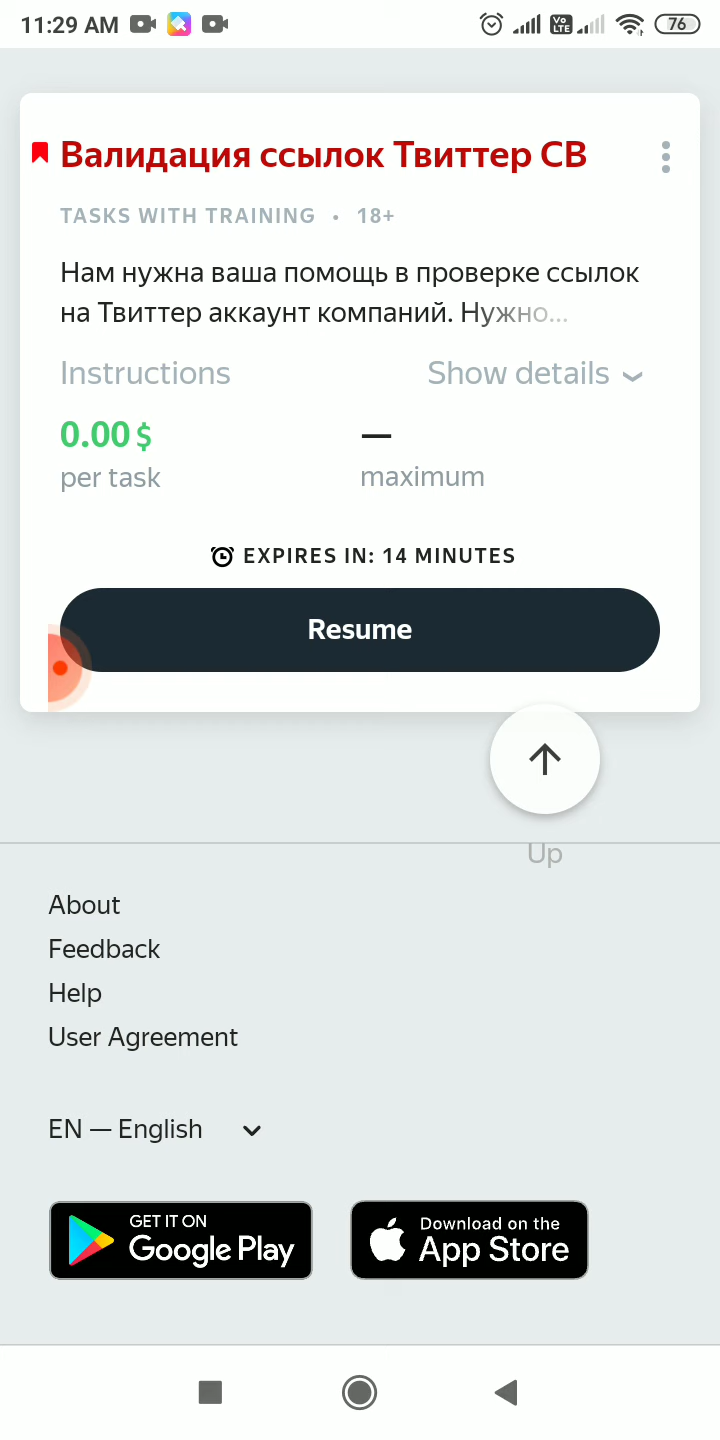 11:29 AM
Vo LTE
76
Валидация ссылок Твиттер СВ
TASKS WITH TRAINING • 18+
Нам нужна ваша помощь в проверке ссылок
на Твиттер аккаунт компаний. Нужно...
Instructions
Show details
0.00 $
—
per task
maximum
EXPIRES IN: 14 MINUTES
Resume
Up
About
Feedback
Help
User Agreement
EN — English
GET IT ON
Google Play
Download on the
App Store